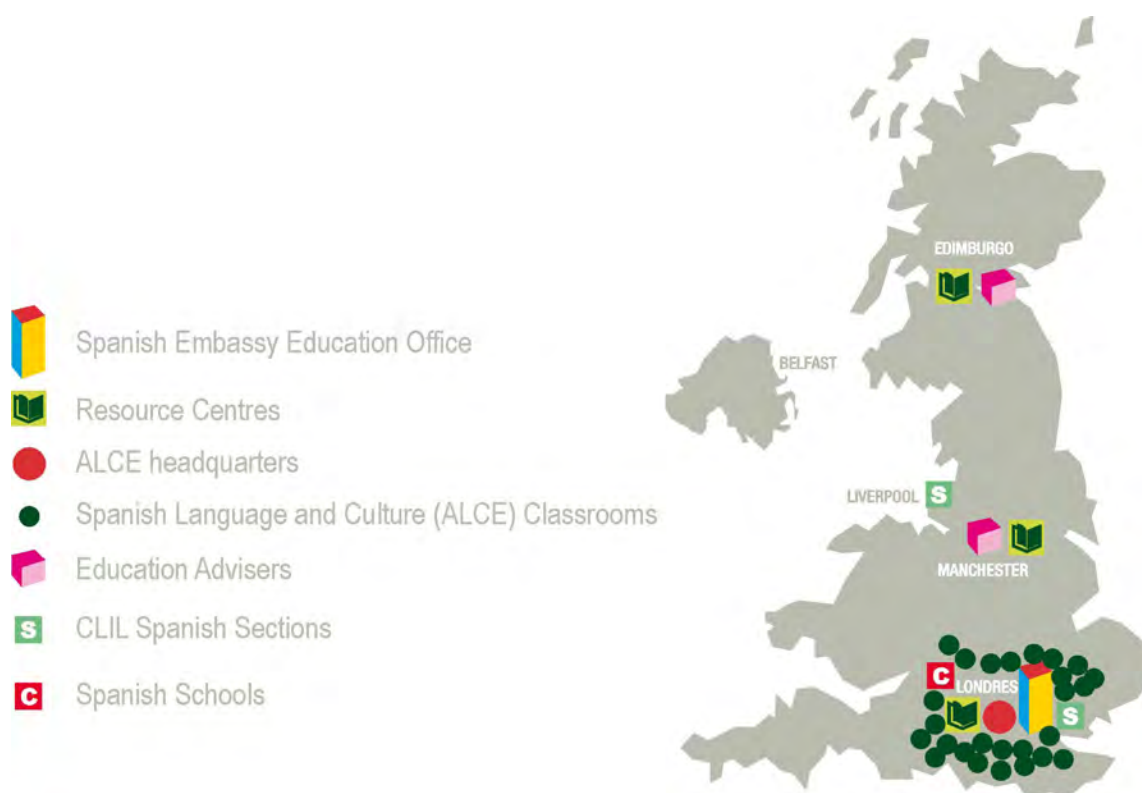 Spanish Embassy Education Office
Resource Centres
ALCE headquarters
Spanish Language and Culture (ALCE) Classrooms
Education Advisers
S CLIL Spanish Sections
C Spanish Schools
EDIMBURGO
BELFAST
LIVERPOOL S
MANCHESTER
C LONDRES
S